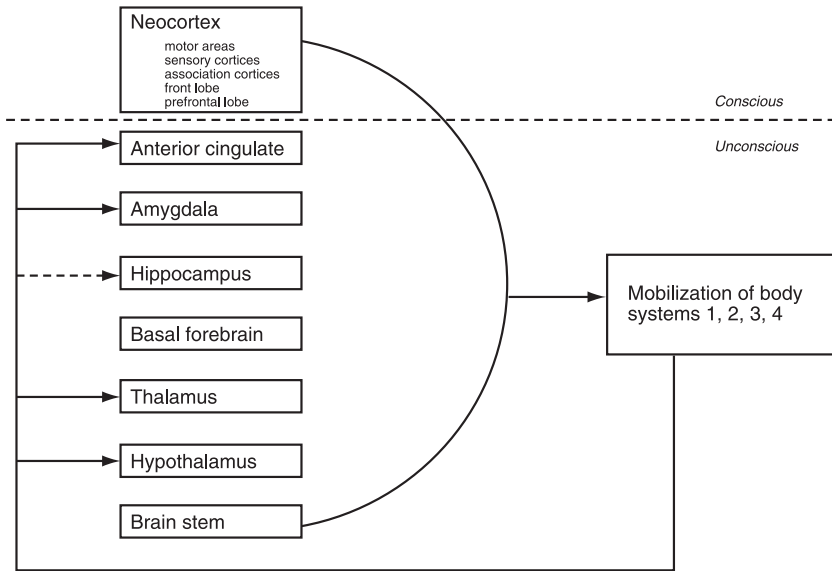 Neocortex
motor areas
sensory cortices
association cortices
front lobe
prefrontal lobe
Conscious
Unconscious
Anterior cingulate
Amygdala
Hippocampus
Basal forebrain
Thalamus
Hypothalamus
Brain stem
Mobilization of body
systems 1, 2, 3, 4